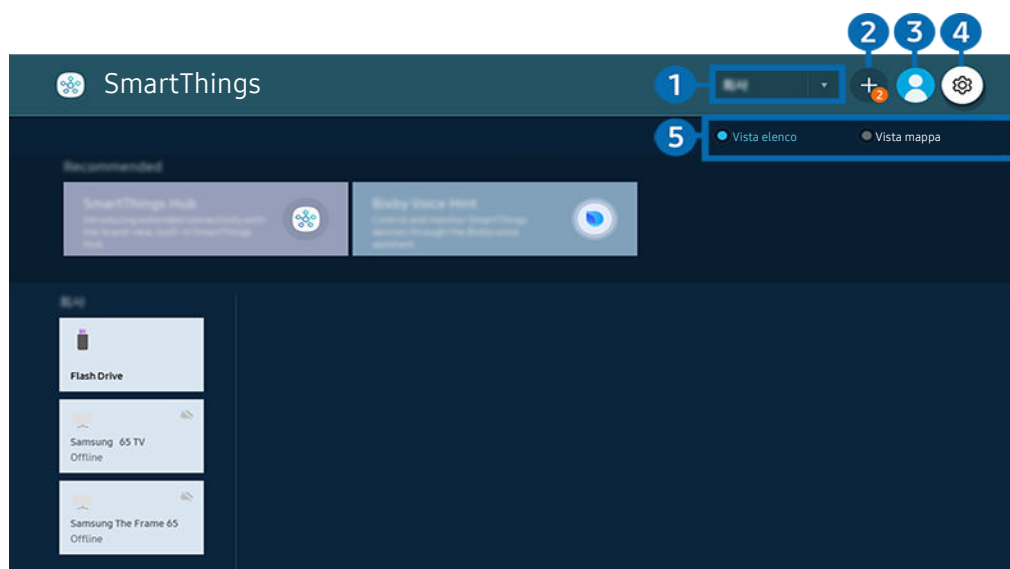 2 3 4
SmartThings
1
2
5
Vista elenco
Vista mappa
Recommended
SmartThings Hub
Bixby Voice Hint
Flash Drive
Samsung 65 TV
Offline
Samsung The Frame 65
Offline